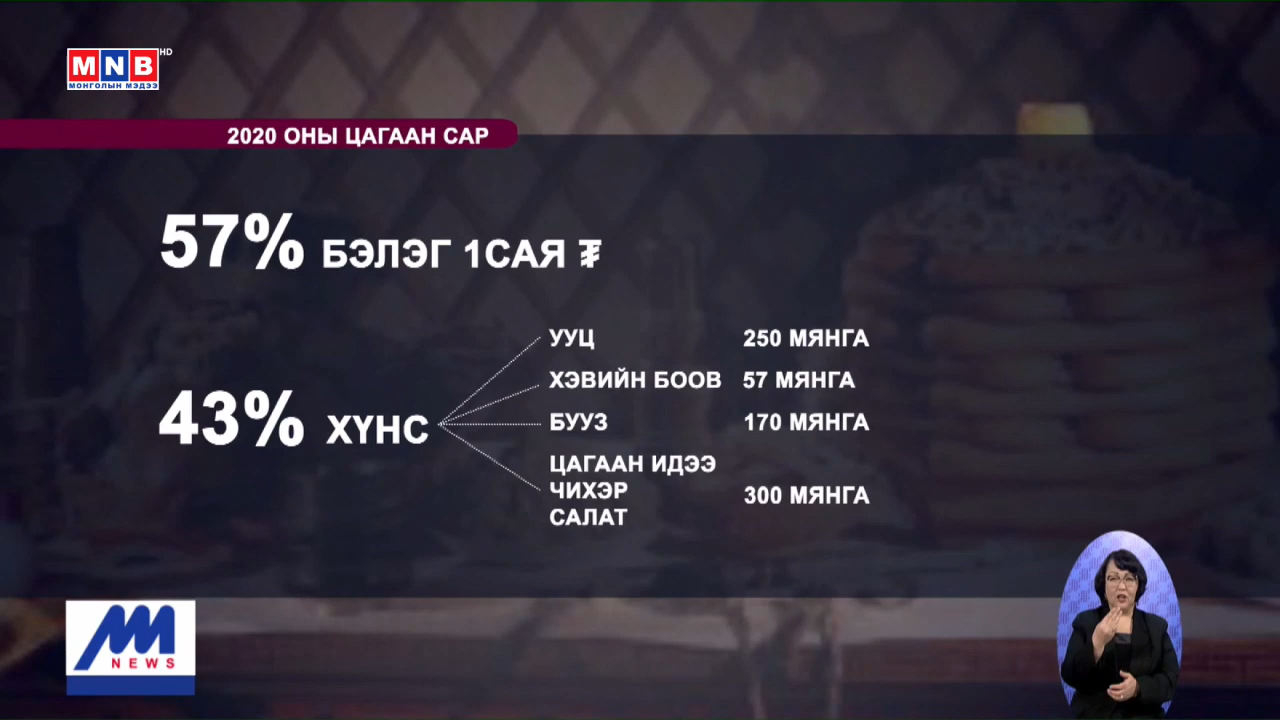 MNB HD
МОНГОЛЫН МЭДЭЭ
2020 ОНЫ ЦАГААН САР
57% БЭЛЭГ 1САЯ ₮
УУЦ 250 МЯНГА
ХЭВИЙН БООВ 57 МЯНГА
43% ХҮНС
БУУЗ 170 МЯНГА
ЦАГААН ИДЭЭ
ЧИХЭР
САЛАТ
300 МЯНГА
M
NEWS